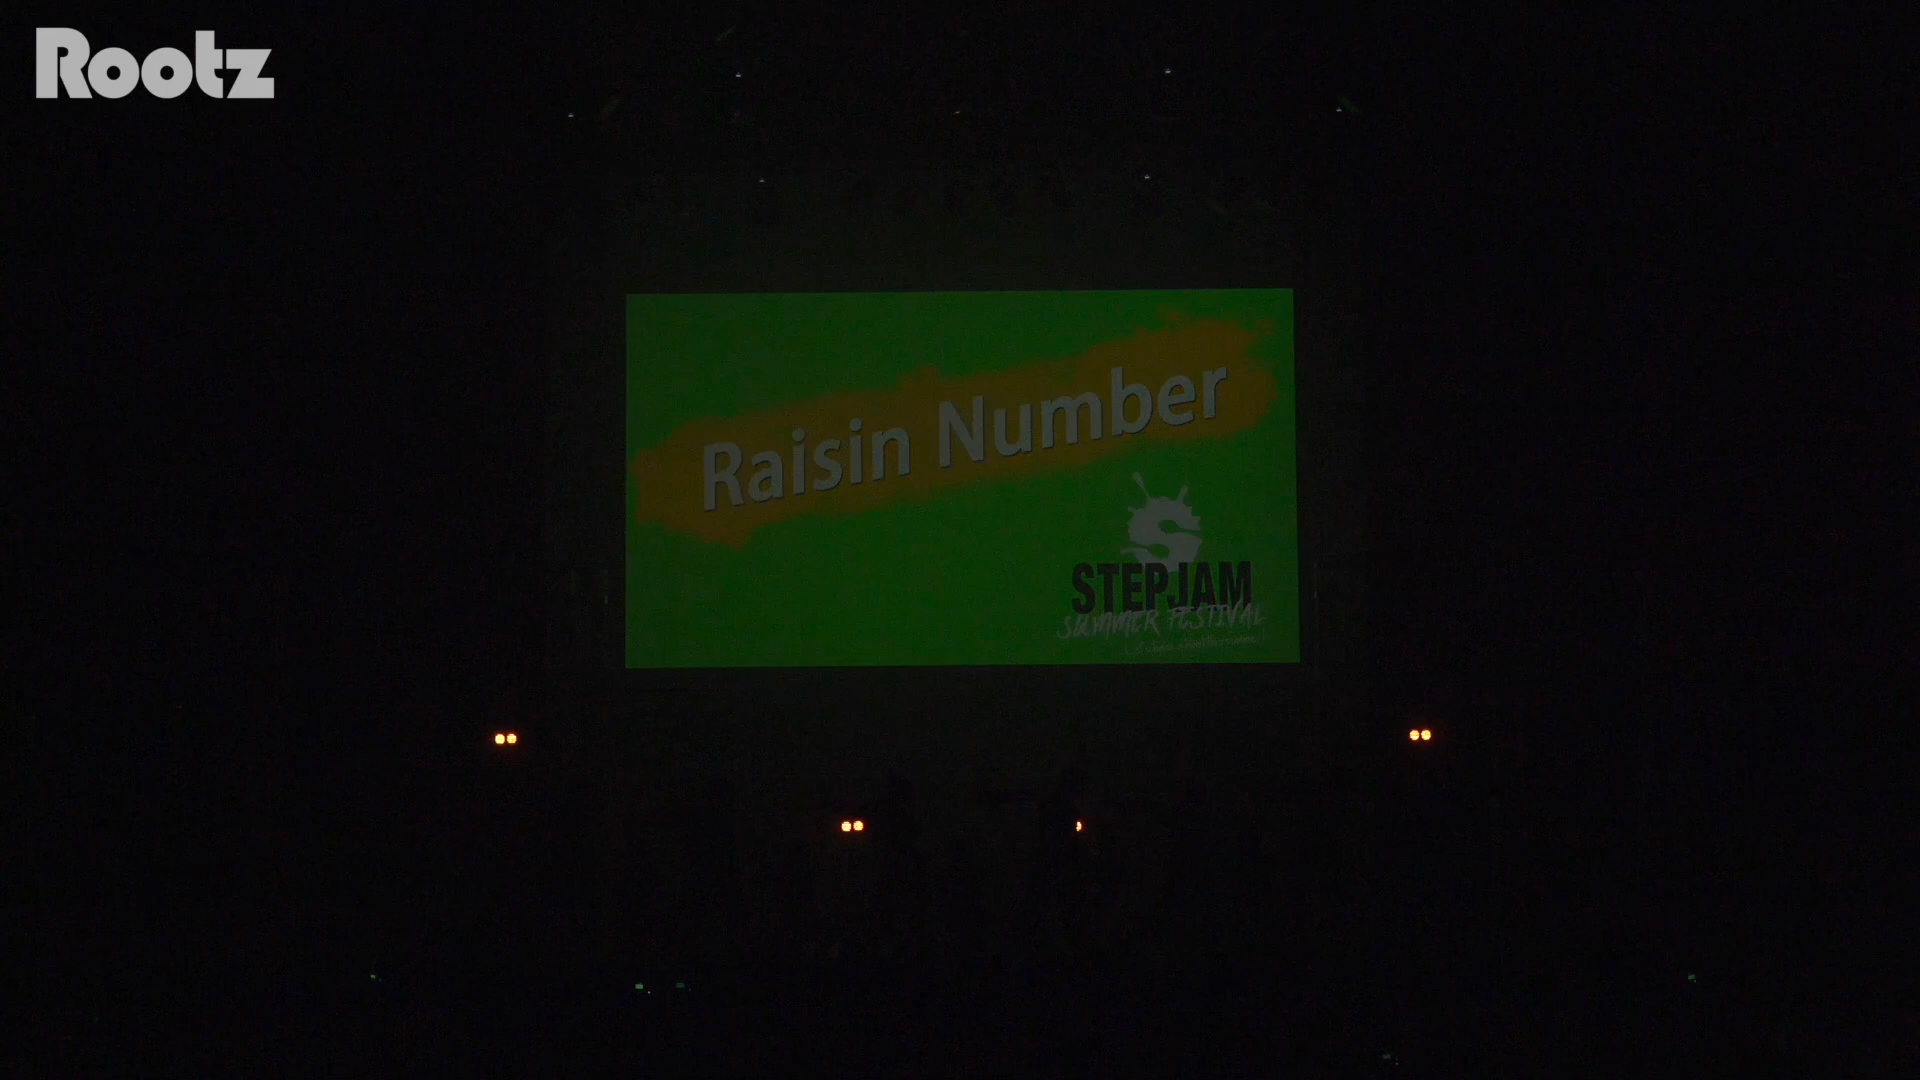 Rootz
Raisin Number
S
STEPJAM
SUMMER FESTIVAL